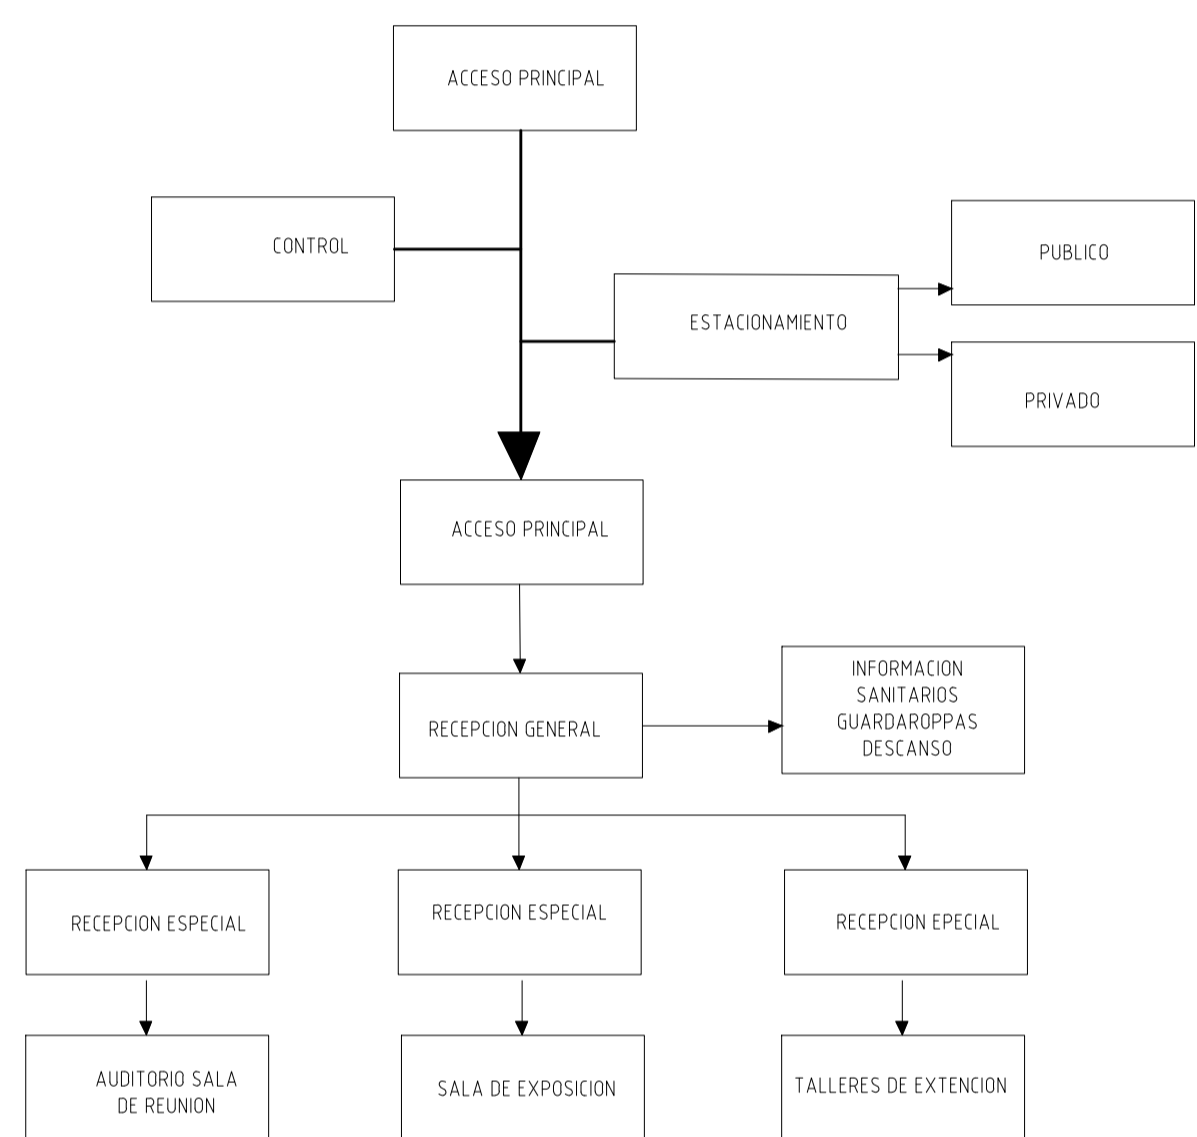 ACCESO PRINCIPAL
CONTROL
PUBLICO
ESTACIONAMIENTO
PRIVADO
ACCESO PRINCIPAL
INFORMACION
SANITARIOS
GUARDAROPPAS
DESCANSO
RECEPCION GENERAL
RECEPCION ESPECIAL
RECEPCION ESPECIAL
RECEPCION EPECIAL
AUDITORIO SALA
DE REUNION
SALA DE EXPOSICION
TALLERES DE EXTENCION